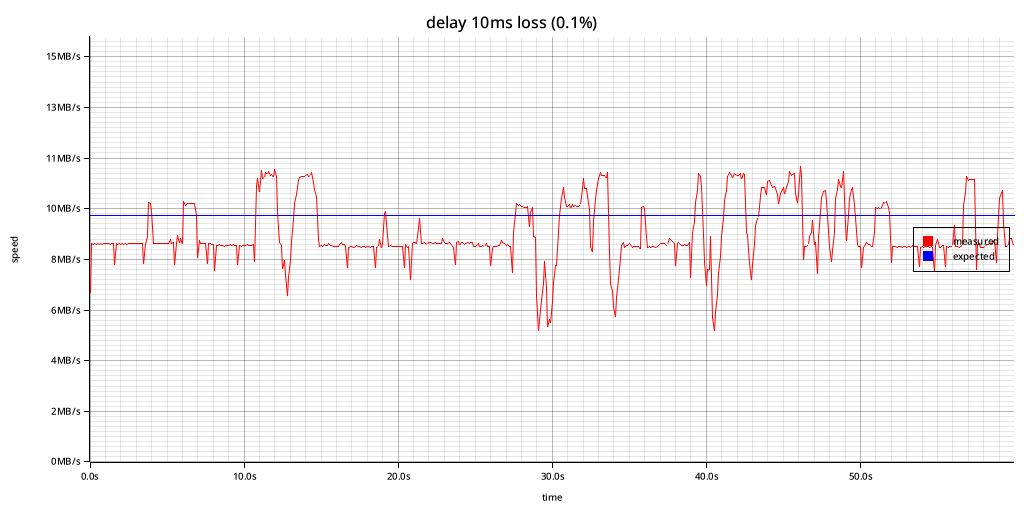 delay 10ms loss (0.1%)
15MB/s
13MB/s
11MB/s
10MB/s
8MB/s
6MB/s
4MB/s
2MB/s
0MB/s
speed
measured
expected
0.0s 10.0s 20.0s 30.0s 40.0s 50.0s
time